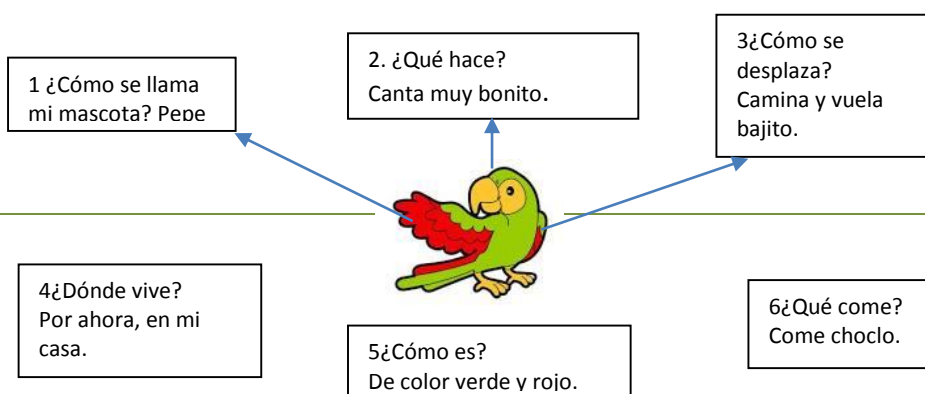 1 ¿Cómo se llama
mi mascota? Pepe
2. ¿Qué hace?
Canta muy bonito.
3¿Cómo se
desplaza?
Camina y vuela
bajito.
4¿Dónde vive?
Por ahora, en mi
casa.
5¿Cómo es?
De color verde y rojo.
6¿Qué come?
Come choclo.